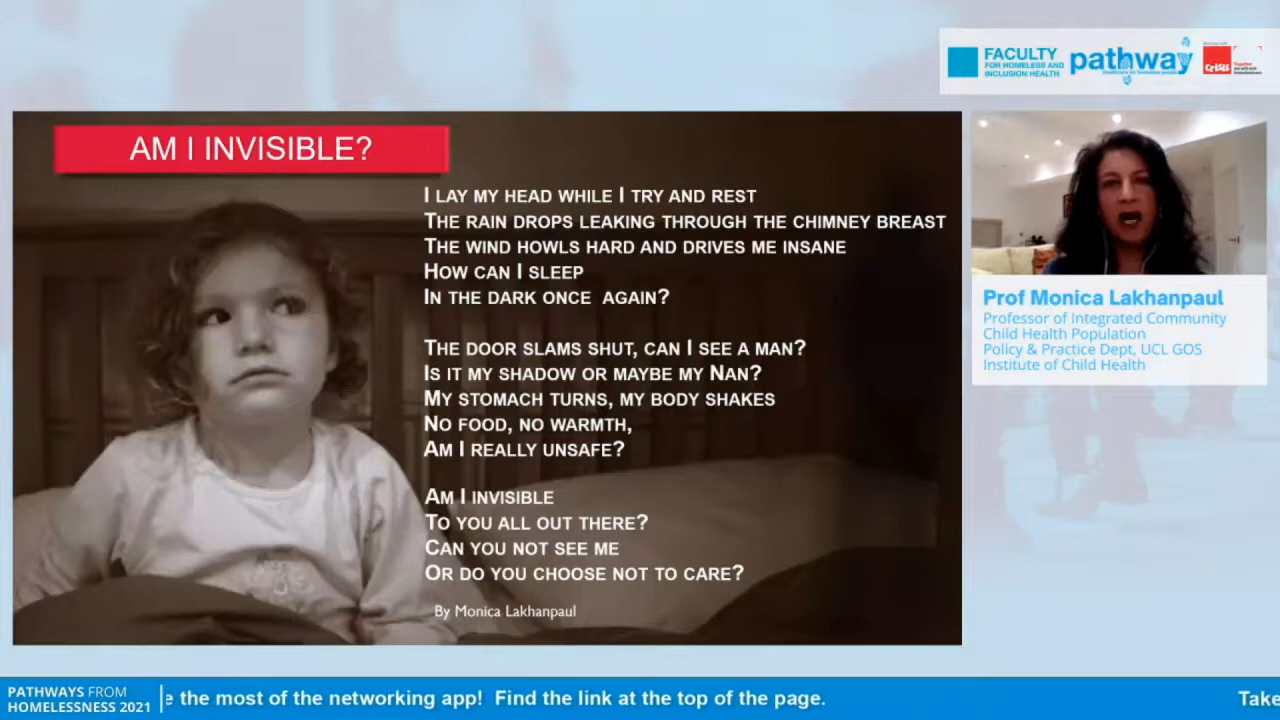 FACULTY
FOR HOMELESS AND
INCLUSION HEALTH
pathway
Healthcare for homeless people
CRISIS
AM I INVISIBLE?
I LAY MY HEAD WHILE I TRY AND REST
THE RAIN DROPS LEAKING THROUGH THE CHIMNEY BREAST
THE WIND HOWLS HARD AND DRIVES ME INSANE
HOW CAN I SLEEP
IN THE DARK ONCE AGAIN?
THE DOOR SLAMS SHUT, CAN I SEE A MAN?
IS IT MY SHADOW OR MAYBE MY NAN?
MY STOMACH TURNS, MY BODY SHAKES
NO FOOD, NO WARMTH,
AM I REALLY UNSAFE?
AM I INVISIBLE
TO YOU ALL OUT THERE?
CAN YOU NOT SEE ME
OR DO YOU CHOOSE NOT TO CARE?
By Monica Lakhanpaul
Prof Monica Lakhanpaul
Professor of Integrated Community
Child Health Population
Policy & Practice Dept, UCL GOS
Institute of Child Health
PATHWAYS FROM
HOMELESSNESS 2021
e the most of the networking app! Find the link at the top of the page.
Take